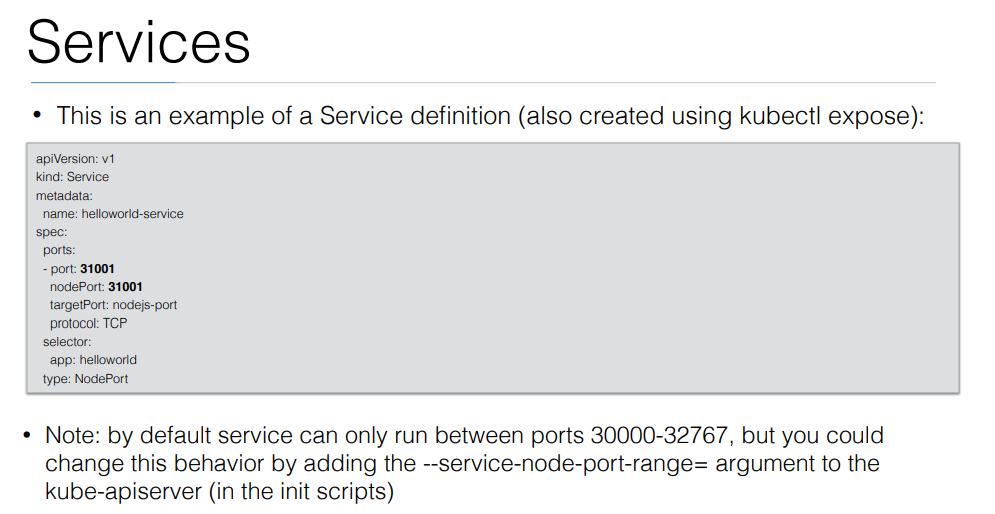 Services
• This is an example of a Service definition (also created using kubectl expose):
apiVersion: v1
kind: Service
metadata:
  name: helloworld-service
spec:
  ports:
  - port: 31001
    nodePort: 31001
    targetPort: nodejs-port
    protocol: TCP
  selector:
    app: helloworld
  type: NodePort
• Note: by default service can only run between ports 30000-32767, but you could
change this behavior by adding the --service-node-port-range= argument to the
kube-apiserver (in the init scripts)